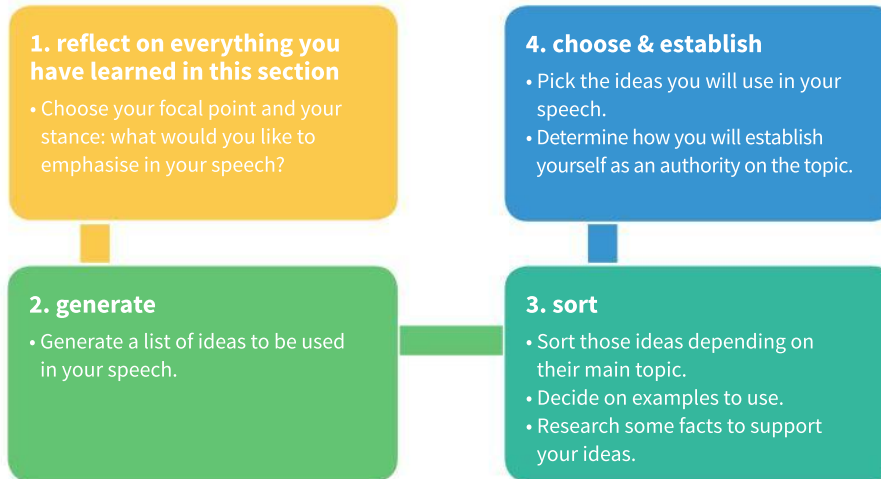 1. reflect on everything you
have learned in this section
• Choose your focal point and your
stance: what would you like to
emphasise in your speech?
2. generate
• Generate a list of ideas to be used
in your speech.
3. sort
• Sort those ideas depending on
their main topic.
• Decide on examples to use.
• Research some facts to support
your ideas.
4. choose & establish
• Pick the ideas you will use in your
speech.
• Determine how you will establish
yourself as an authority on the topic.